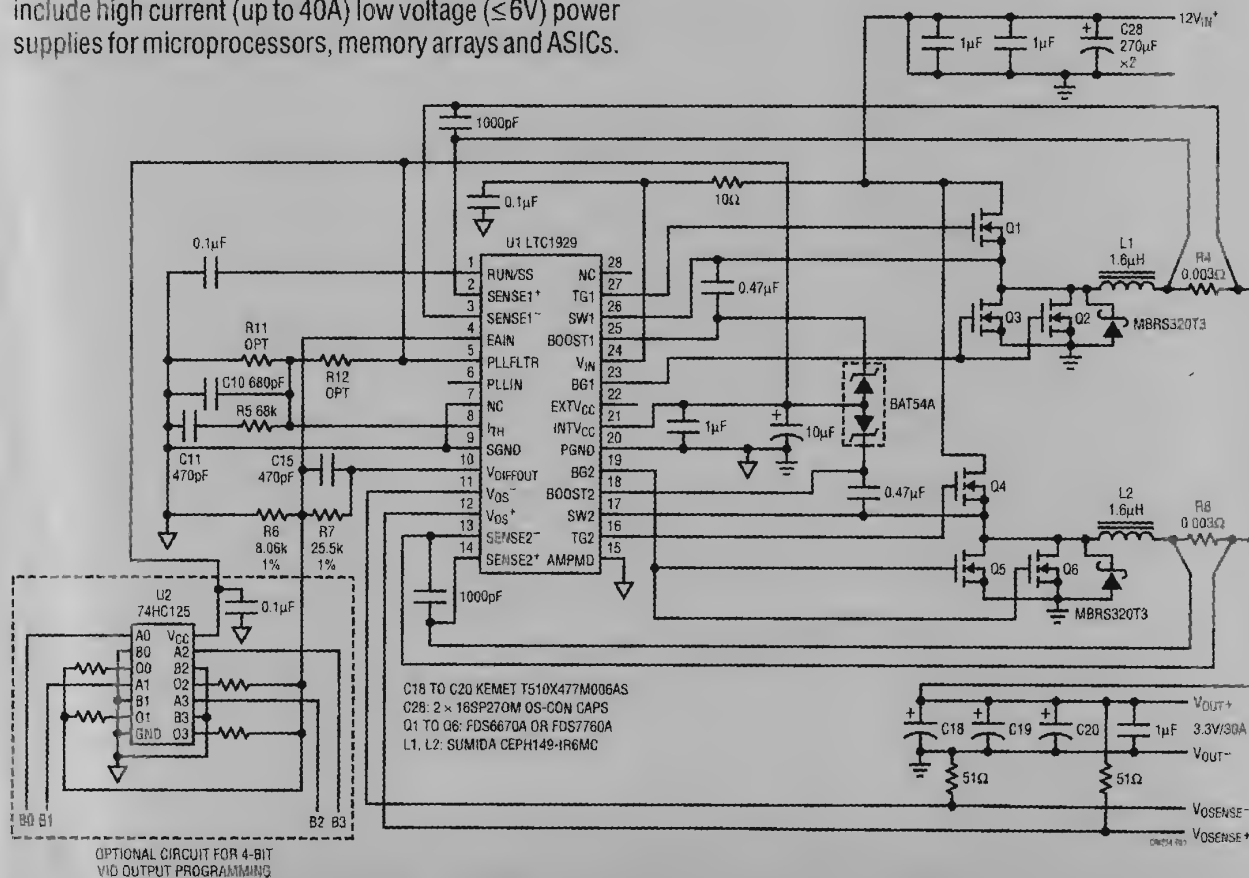 include high current (up to 40A) low voltage (≤6V) power
supplies for microprocessors, memory arrays and ASICs.
12VIN+
1µF
1µF
+
C28
270µF
×2
1000pF
0.1µF
10Ω
Q1
0.1µF
U1 LTC1929
1
RUN/SS
2
SENSE1+
3
SENSE1−
4
EAIN
5
PLLFLTR
6
PLLIN
7
NC
8
ITH
9
SGND
10
VDIFFOUT
11
VOS−
12
VOS+
13
SENSE2−
14
SENSE2+
NC
28
TG1
27
SW1
26
BOOST1
25
VIN
24
BG1
23
EXTVCC
22
INTVCC
21
PGND
20
BG2
19
BOOST2
18
SW2
17
TG2
16
AMPMD
15
0.47µF
L1
1.6µH
R4
0.003Ω
Q3
Q2
MBRS320T3
R11
OPT
R12
OPT
C10 680pF
R5 68k
C11
470pF
C15
470pF
BAT54A
1µF
+
10µF
0.47µF
Q4
L2
1.6µH
R8
0.003Ω
Q5
Q6
MBRS320T3
R6
8.06k
1%
R7
25.5k
1%
1000pF
U2
74HC125
0.1µF
A0
B0
O0
A1
B1
O1
GND
VCC
A2
B2
O2
A3
B3
O3
B0 B1
B2 B3
OPTIONAL CIRCUIT FOR 4-BIT
VID OUTPUT PROGRAMMING
C18 TO C20 KEMET T510X477M006AS
C28: 2 × 16SP270M OS-CON CAPS
Q1 TO Q6: FDS6670A OR FDS7760A
L1, L2: SUMIDA CEPH149-IR6MC
+
C18
+
C19
+
C20
1µF
VOUT+
3.3V/30A
VOUT−
51Ω
51Ω
VOSENSE−
VOSENSE+